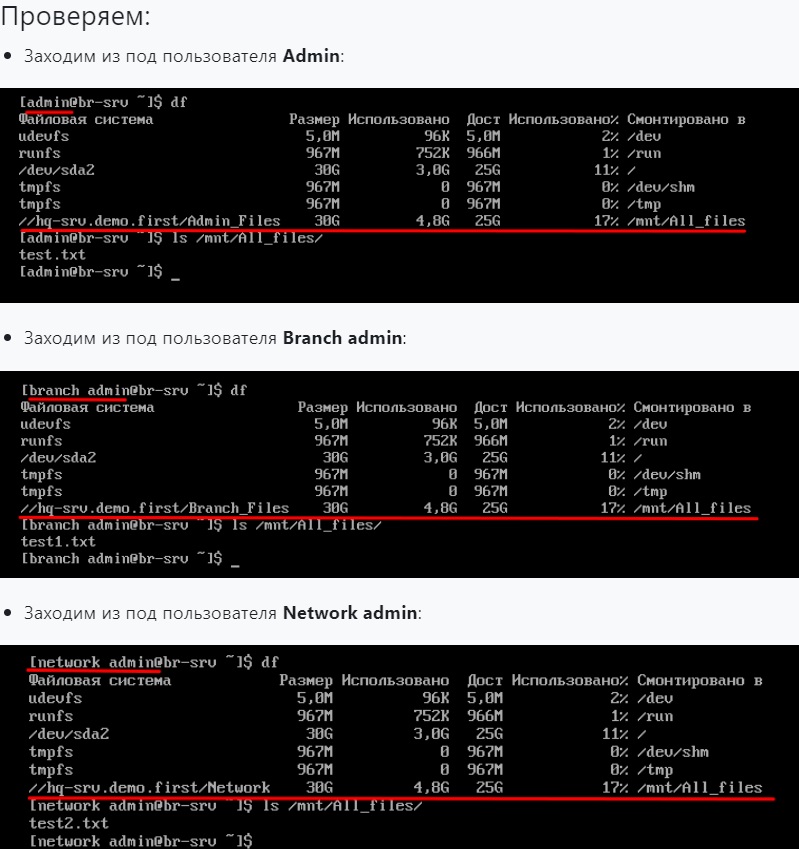 Проверяем:
• Заходим из под пользователя Admin:
[admin@br-srv ~]$ df
Файловая система Размер Использовано Дост Использовано% Смонтировано в
udevfs 5,0M 96K 5,0M 2% /dev
runfs 967M 752K 966M 1% /run
/dev/sda2 30G 3,0G 25G 11% /
tmpfs 967M 0 967M 0% /dev/shm
tmpfs 967M 0 967M 0% /tmp
//hq-srv.demo.first/Admin_Files 30G 4,8G 25G 17% /mnt/All_files
[admin@br-srv ~]$ ls /mnt/All_files/
test.txt
[admin@br-srv ~]$ _
• Заходим из под пользователя Branch admin:
[branch admin@br-srv ~]$ df
Файловая система Размер Использовано Дост Использовано% Смонтировано в
udevfs 5,0M 96K 5,0M 2% /dev
runfs 967M 752K 966M 1% /run
/dev/sda2 30G 3,0G 25G 11% /
tmpfs 967M 0 967M 0% /dev/shm
tmpfs 967M 0 967M 0% /tmp
//hq-srv.demo.first/Branch_Files 30G 4,8G 25G 17% /mnt/All_files
[branch admin@br-srv ~]$ ls /mnt/All_files/
test1.txt
[branch admin@br-srv ~]$ _
• Заходим из под пользователя Network admin:
[network admin@br-srv ~]$ df
Файловая система Размер Использовано Дост Использовано% Смонтировано в
udevfs 5,0M 96K 5,0M 2% /dev
runfs 967M 752K 966M 1% /run
/dev/sda2 30G 3,0G 25G 11% /
tmpfs 967M 0 967M 0% /dev/shm
tmpfs 967M 0 967M 0% /tmp
//hq-srv.demo.first/Network 30G 4,8G 25G 17% /mnt/All_files
[network admin@br-srv ~]$ ls /mnt/All_files/
test2.txt
[network admin@br-srv ~]$